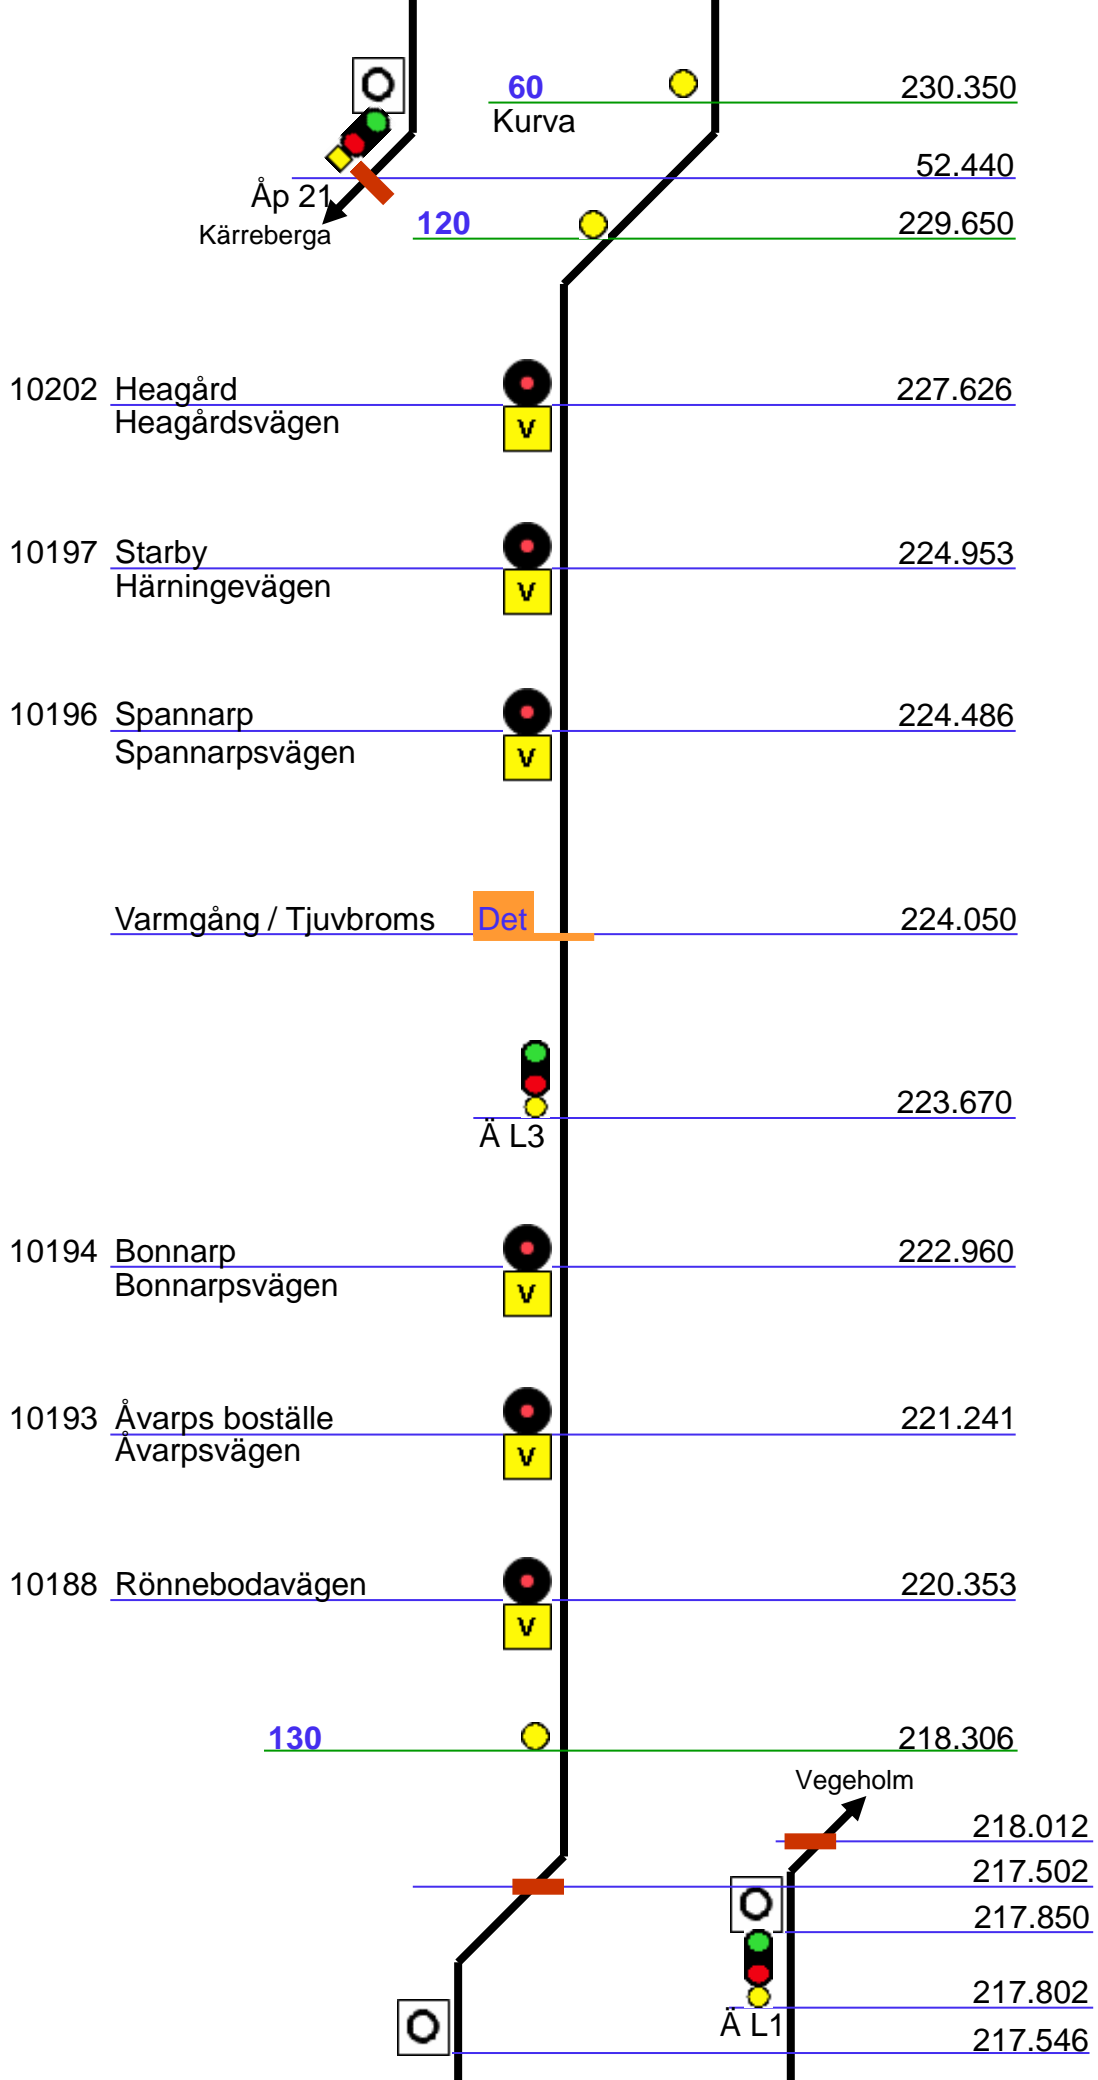 60 230.350
Kurva
52.440
Åp 21
120 229.650
Kärreberga
10202 Heagård 227.626
Heagårdsvägen
V
10197 Starby 224.953
Härningevägen
V
10196 Spannarp 224.486
Spannarpsvägen
V
Varmgång / Tjuvbroms Det 224.050
223.670
Ä L3
10194 Bonnarp 222.960
Bonnarpsvägen
V
10193 Åvarps boställe 221.241
Åvarpsvägen
V
10188 Rönnebodavägen 220.353
V
130 218.306
Vegeholm
218.012
217.502
217.850
217.802
Ä L1
217.546